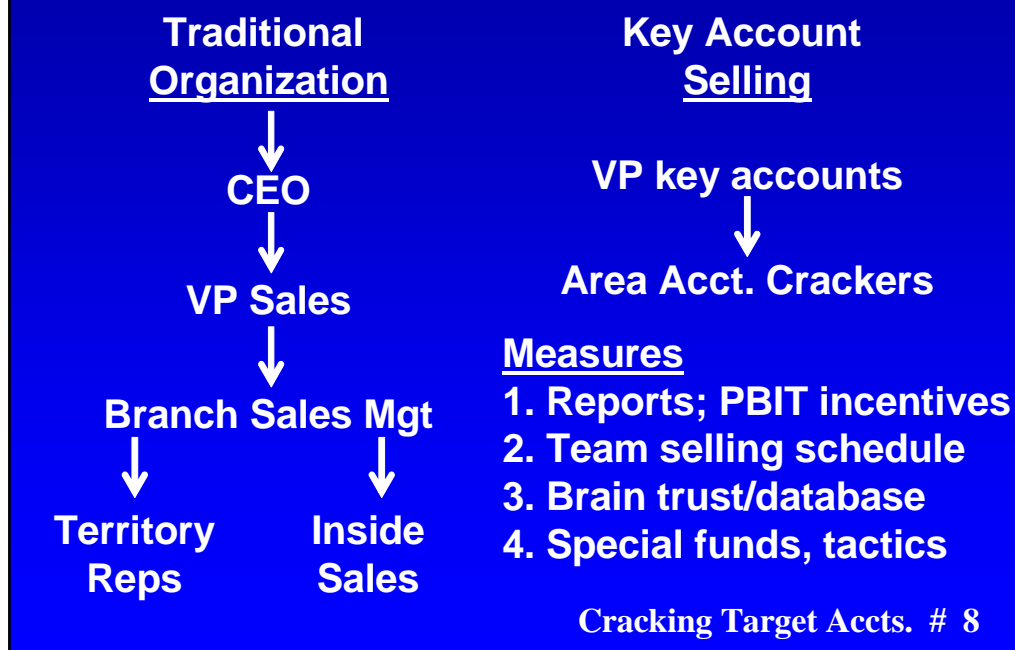 Traditional
Organization
CEO
VP Sales
Branch Sales Mgt
Territory
Reps
Inside
Sales
Key Account
Selling
VP key accounts
Area Acct. Crackers
Measures
1. Reports; PBIT incentives
2. Team selling schedule
3. Brain trust/database
4. Special funds, tactics
Cracking Target Accts. # 8